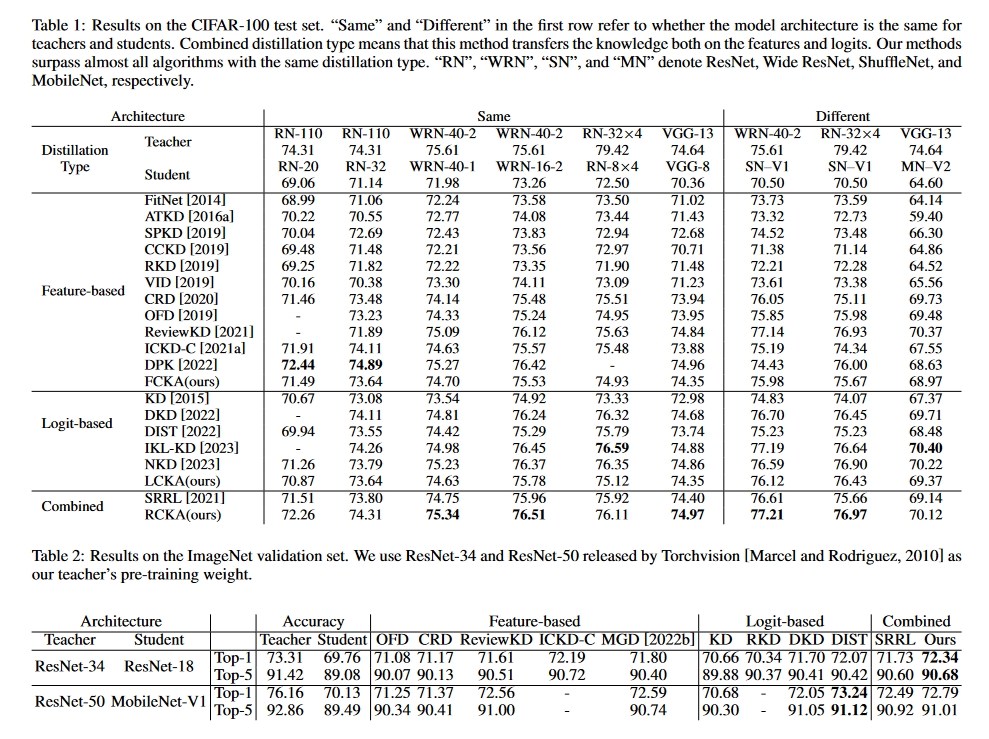 Table 1: Results on the CIFAR-100 test set. “Same” and “Different” in the first row refer to whether the model architecture is the same for
teachers and students. Combined distillation type means that this method transfers the knowledge both on the features and logits. Our methods
surpass almost all algorithms with the same distillation type. “RN”, “WRN”, “SN”, and “MN” denote ResNet, Wide ResNet, ShuffleNet, and
MobileNet, respectively.
Architecture Same Different
Distillation Type Teacher RN-110 RN-110 WRN-40-2 WRN-40-2 RN-32×4 VGG-13 WRN-40-2 RN-32×4 VGG-13
74.31 74.31 75.61 75.61 79.42 74.64 75.61 79.42 74.64
Student RN-20 RN-32 WRN-40-1 WRN-16-2 RN-8×4 VGG-8 SN-V1 SN–V1 MN–V2
69.06 71.14 71.98 73.26 72.50 70.36 70.50 70.50 64.60
Feature-based
FitNet [2014] 68.99 71.06 72.24 73.58 73.50 71.02 73.73 73.59 64.14
ATKD [2016a] 70.22 70.55 72.77 74.08 73.44 71.43 73.32 72.73 59.40
SPKD [2019] 70.04 72.69 72.43 73.83 72.94 72.68 74.52 73.48 66.30
CCKD [2019] 69.48 71.48 72.21 73.56 72.97 70.71 71.38 71.14 64.86
RKD [2019] 69.25 71.82 72.22 73.35 71.90 71.48 72.21 72.28 64.52
VID [2019] 70.16 70.38 73.30 74.11 73.09 71.23 73.61 73.38 65.56
CRD [2020] 71.46 73.48 74.14 75.48 75.51 73.94 76.05 75.11 69.73
OFD [2019] - 73.23 74.33 75.24 74.95 73.95 75.85 75.98 69.48
ReviewKD [2021] - 71.89 75.09 76.12 75.63 74.84 77.14 76.93 70.37
ICKD-C [2021a] 71.91 74.11 74.63 75.57 75.48 73.88 75.19 74.34 67.55
DPK [2022] 72.44 74.89 75.27 76.42 - 74.96 74.43 76.00 68.63
FCKA(ours) 71.49 73.64 74.70 75.53 74.93 74.35 75.98 75.67 68.97
Logit-based
KD [2015] 70.67 73.08 73.54 74.92 73.33 72.98 74.83 74.07 67.37
DKD [2022] - 74.11 74.81 76.24 76.32 74.68 76.70 76.45 69.71
DIST [2022] 69.94 73.55 74.42 75.29 75.79 73.74 75.23 75.23 68.48
IKL-KD [2023] - 74.26 74.98 76.45 76.59 74.88 77.19 76.64 70.40
NKD [2023] 71.26 73.79 75.23 76.37 76.35 74.86 76.59 76.90 70.22
LCKA(ours) 70.87 73.64 74.63 75.78 75.12 74.35 76.12 76.43 69.37
Combined
SRRL [2021] 71.51 73.80 74.75 75.96 75.92 74.40 76.61 75.66 69.14
RCKA(ours) 72.26 74.31 75.34 76.51 76.11 74.97 77.21 76.97 70.12
Table 2: Results on the ImageNet validation set. We use ResNet-34 and ResNet-50 released by Torchvision [Marcel and Rodriguez, 2010] as
our teacher’s pre-training weight.
Architecture Accuracy Feature-based Logit-based Combined
Teacher Student Teacher Student OFD CRD ReviewKD ICKD-C MGD [2022b] KD RKD DKD DIST SRRL Ours
ResNet-34 ResNet-18 Top-1 73.31 69.76 71.08 71.17 71.61 72.19 71.80 70.66 70.34 71.70 72.07 71.73 72.34
Top-5 91.42 89.08 90.07 90.13 90.51 90.72 90.40 89.88 90.37 90.41 90.42 90.60 90.68
ResNet-50 MobileNet-V1 Top-1 76.16 70.13 71.25 71.37 72.56 - 72.59 70.68 - 72.05 73.24 72.49 72.79
Top-5 92.86 89.49 90.34 90.41 91.00 - 90.74 90.30 - 91.05 91.12 90.92 91.01